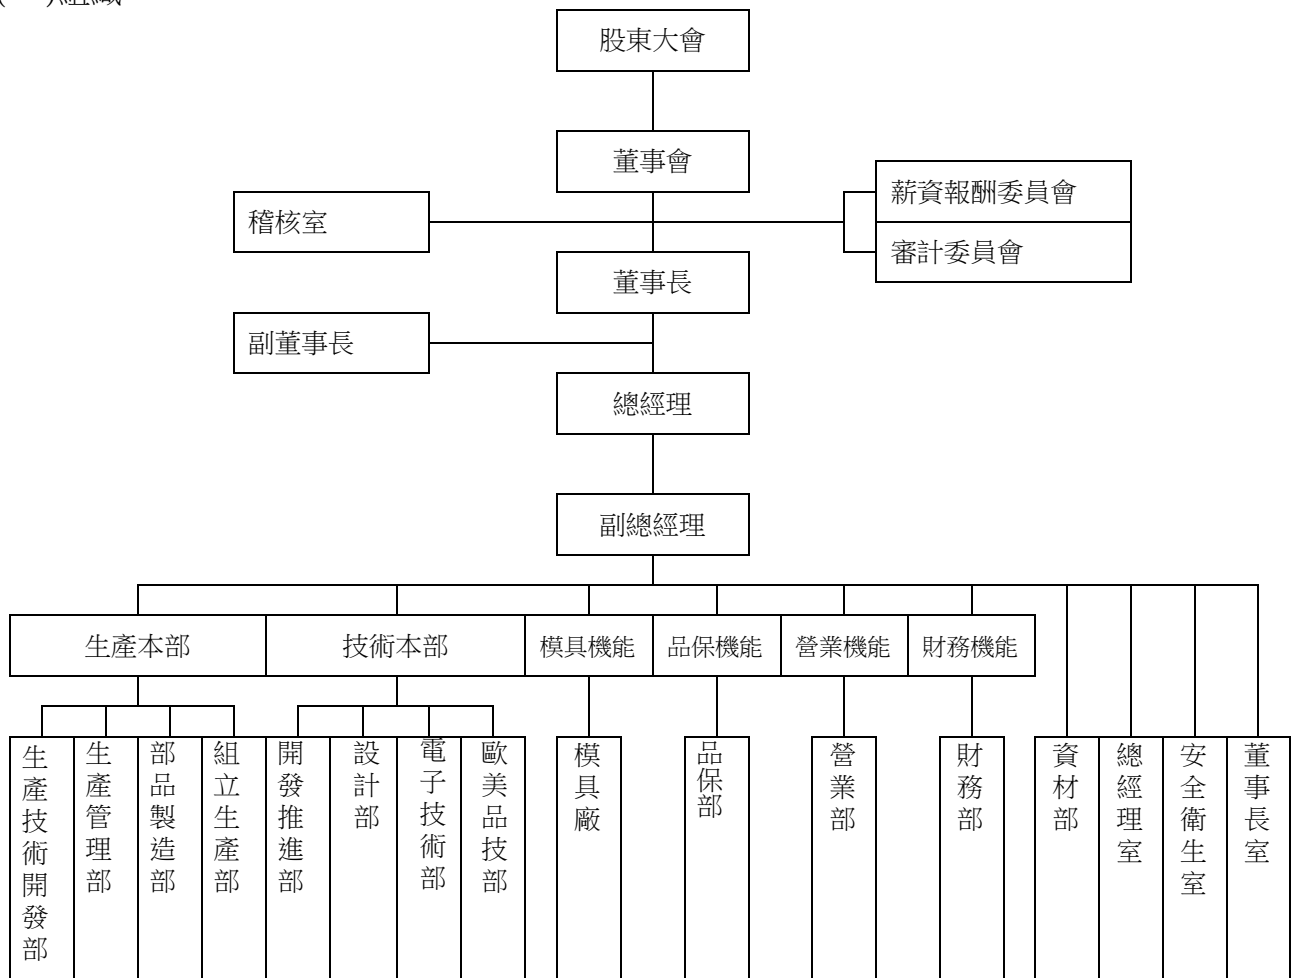 股東大會
董事會
薪資報酬委員會
稽核室
審計委員會
董事長
副董事長
總經理
副總經理
生產本部
技術本部
模具機能
品保機能
營業機能
財務機能
生產技術開發部
生產管理部
部品製造部
組立生產部
開發推進部
設計部
電子技術部
歐美品技部
模具廠
品保部
營業部
財務部
資材部
總經理室
安全衛生室
董事長室